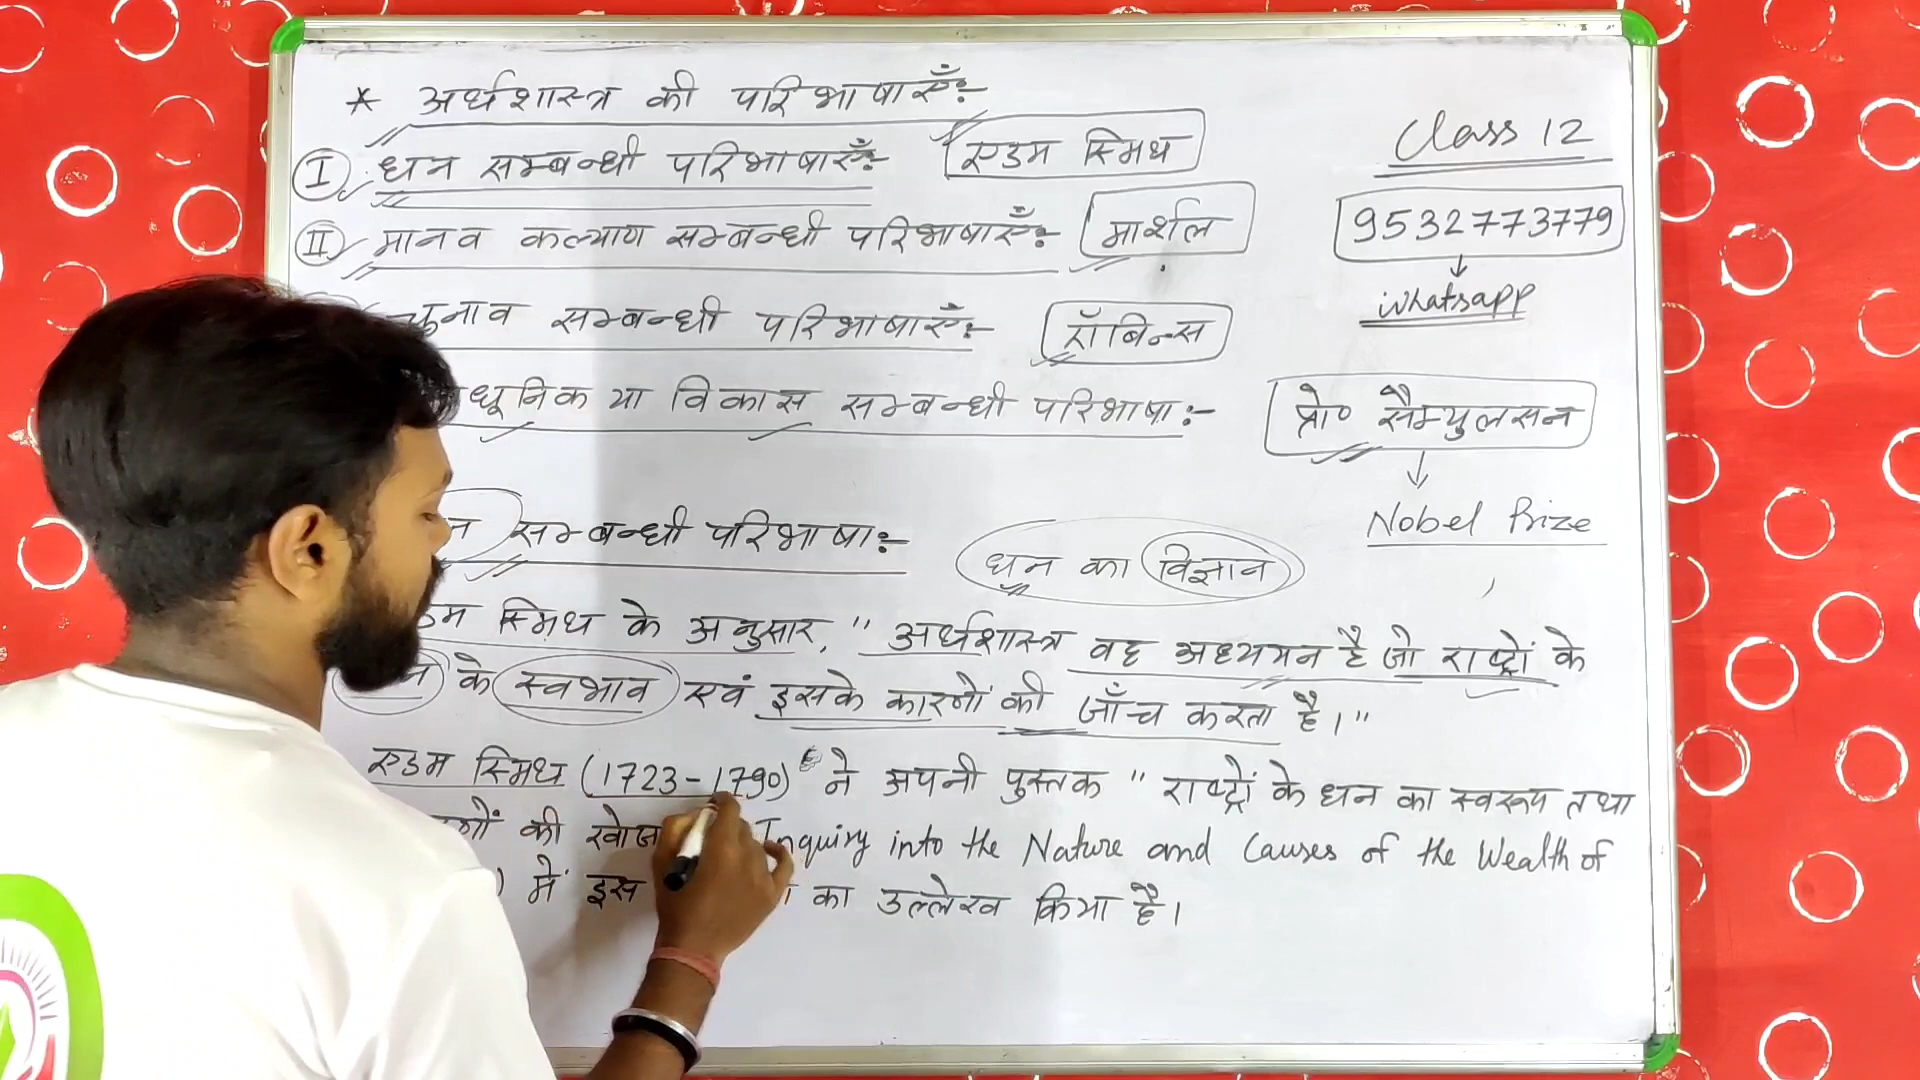 * अर्थशास्त्र की परिभाषाएँ:-
I धन सम्बन्धी परिभाषाएँ:- एडम स्मिथ
II मानव कल्याण सम्बन्धी परिभाषाएँ:- मार्शल
चुनाव सम्बन्धी परिभाषाएँ:- रॉबिन्स
धूनिक या विकास सम्बन्धी परिभाषा:- प्रो० सैम्युलसन
Class 12
9532773779
↓
Whatsapp
↓
Nobel Prize
न सम्बन्धी परिभाषा:- धन का विज्ञान
डम स्मिथ के अनुसार, " अर्थशास्त्र वह अध्ययन है जो राष्ट्रों के
न के स्वभाव एवं इसके कारणों की जाँच करता है।"
एडम स्मिथ (1723-1790) ने अपनी पुस्तक " राष्ट्रों के धन का स्वरूप तथा
णों की खोज Inquiry into the Nature and Causes of the Wealth of
) में इस का उल्लेख किया है।